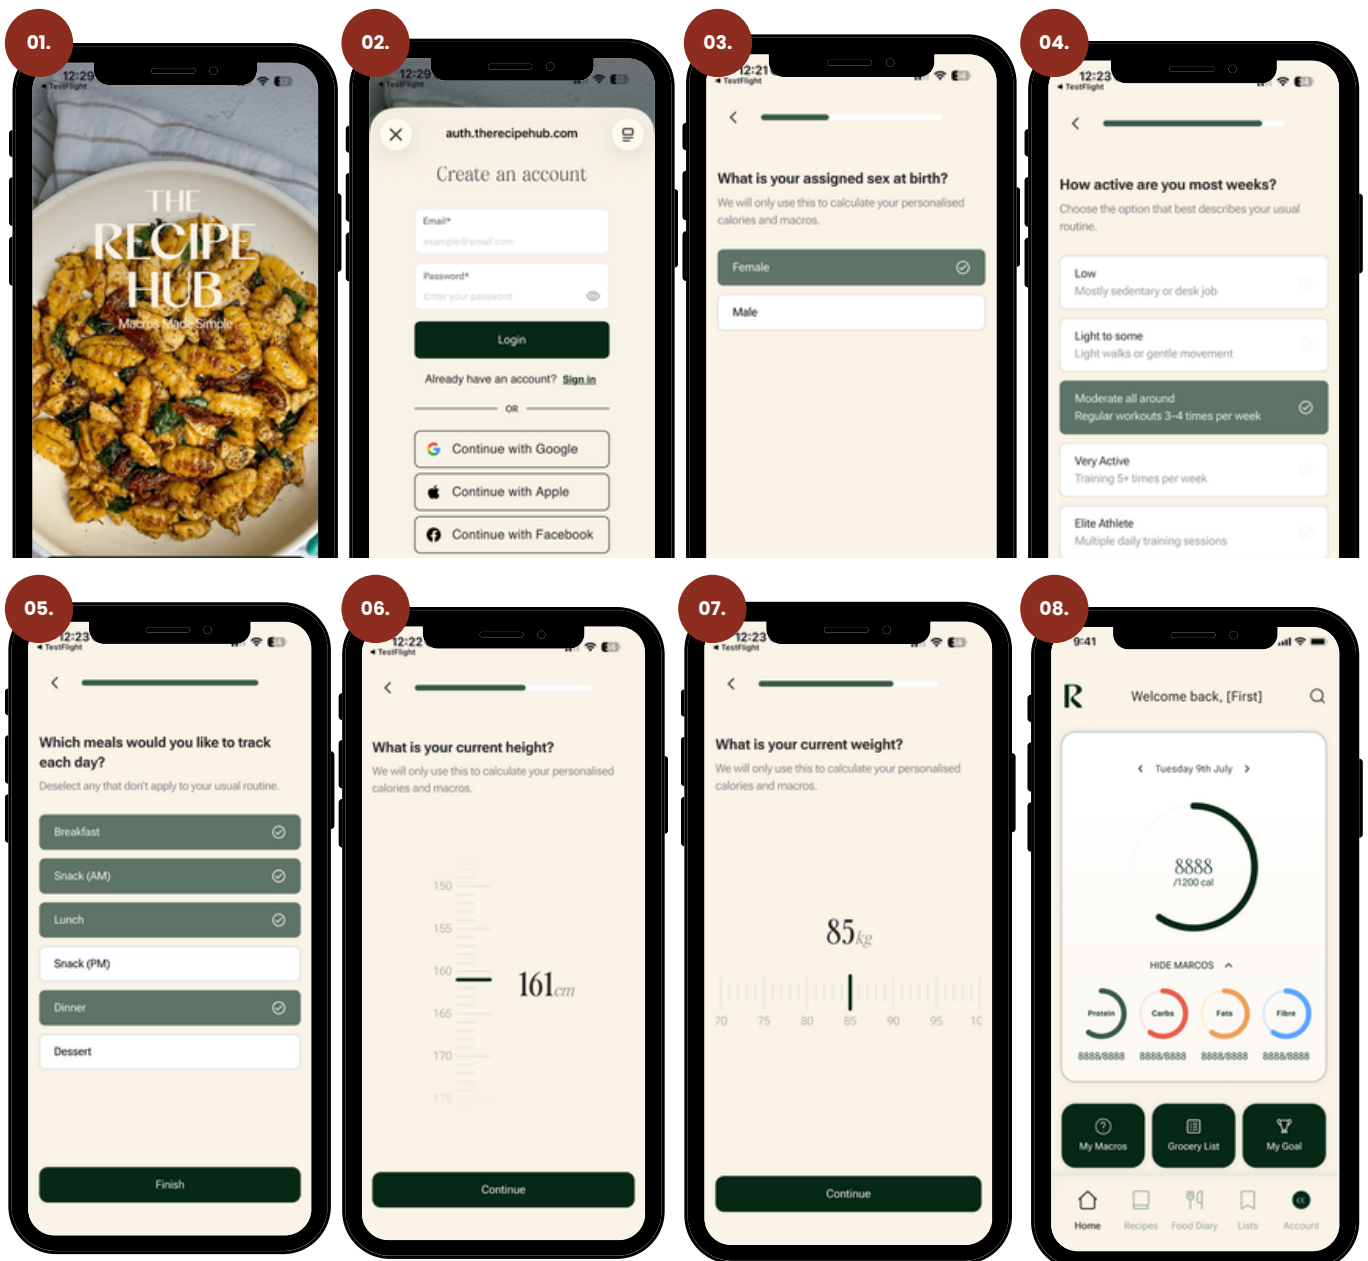 01.
12:29
◂ TestFlight
THE
RECIPE
HUB
— Macros Made Simple —
02.
12:29
◂ TestFlight
auth.therecipehub.com
Create an account
Email*
example@email.com
Password*
Enter your password
Login
Already have an account? Sign in
OR
Continue with Google
Continue with Apple
Continue with Facebook
03.
12:21
◂ TestFlight
What is your assigned sex at birth?
We will only use this to calculate your personalised
calories and macros.
Female
Male
04.
12:23
◂ TestFlight
How active are you most weeks?
Choose the option that best describes your usual
routine.
Low
Mostly sedentary or desk job
Light to some
Light walks or gentle movement
Moderate all around
Regular workouts 3–4 times per week
Very Active
Training 5+ times per week
Elite Athlete
Multiple daily training sessions
05.
12:23
◂ TestFlight
Which meals would you like to track
each day?
Deselect any that don't apply to your usual routine.
Breakfast
Snack (AM)
Lunch
Snack (PM)
Dinner
Dessert
Finish
06.
12:22
◂ TestFlight
What is your current height?
We will only use this to calculate your personalised
calories and macros.
150
155
160
161cm
165
170
175
Continue
07.
12:23
◂ TestFlight
What is your current weight?
We will only use this to calculate your personalised
calories and macros.
85kg
70 75 80 85 90 95 10
Continue
08.
9:41
R
Welcome back, [First]
Tuesday 9th July
8888
/1200 cal
HIDE MARCOS
Protein Carbs Fats Fibre
8888/8888 8888/8888 8888/8888 8888/8888
My Macros Grocery List My Goal
Home Recipes Food Diary Lists Account